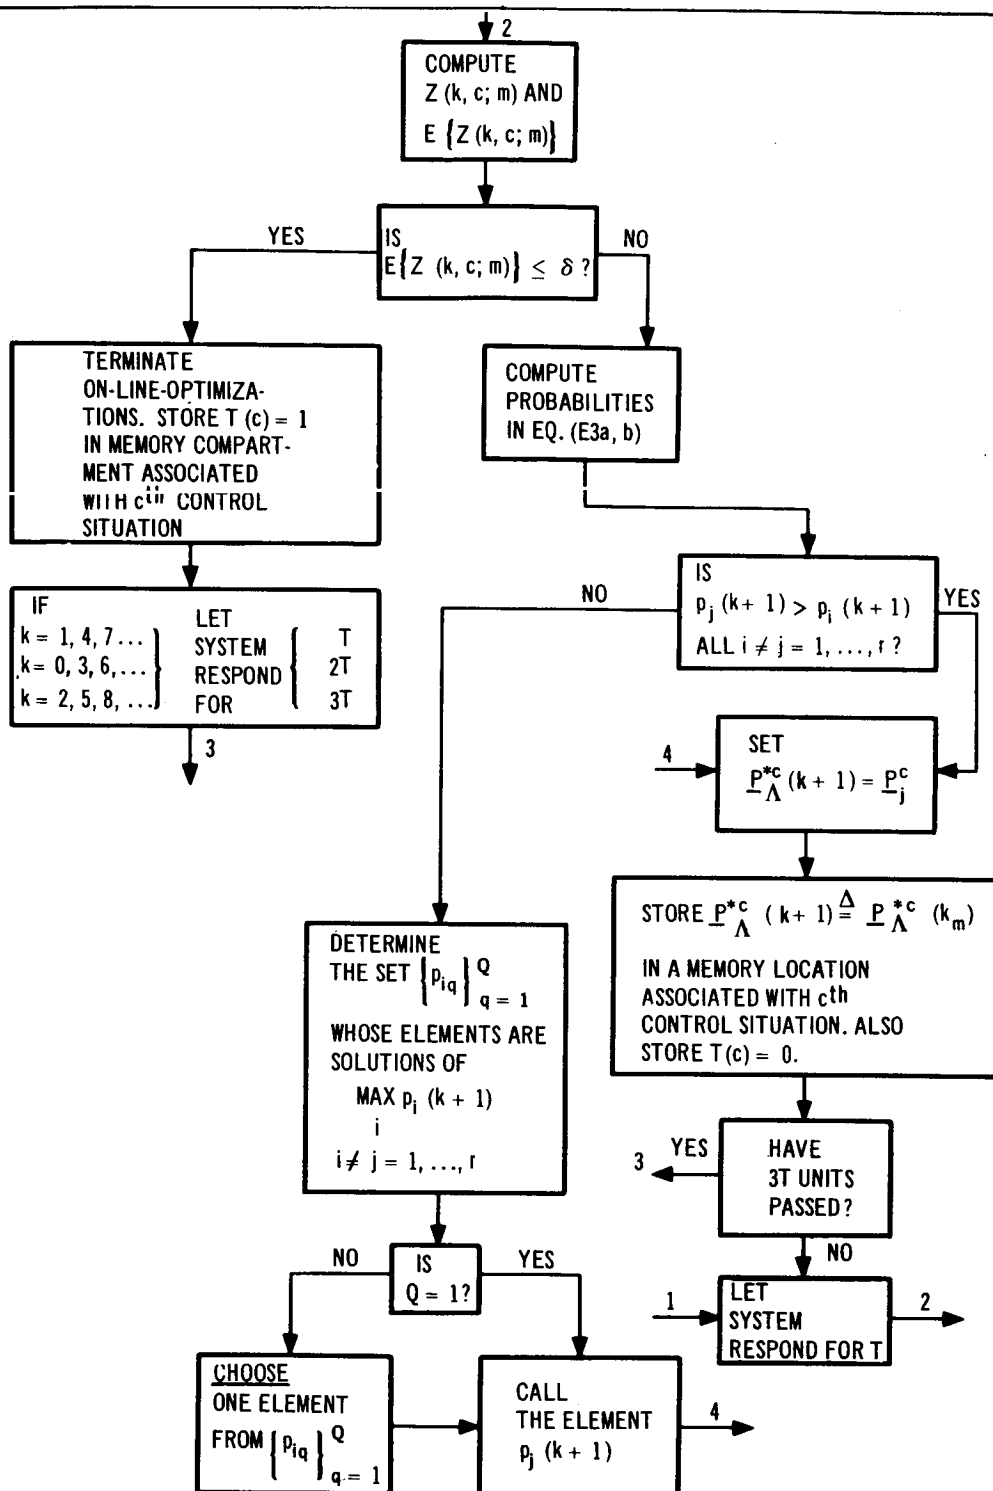 2
COMPUTE
Z (k, c; m) AND
E {Z (k, c; m)}
IS
E{Z (k, c; m)} ≤ δ ?
YES
NO
TERMINATE
ON-LINE-OPTIMIZA-
TIONS. STORE T (c) = 1
IN MEMORY COMPART-
MENT ASSOCIATED
WITH cth CONTROL
SITUATION
COMPUTE
PROBABILITIES
IN EQ. (E3a, b)
IF
k = 1, 4, 7...
k = 0, 3, 6, ...
k = 2, 5, 8, ...
}
LET
SYSTEM
RESPOND
FOR
{
T
2T
3T
3
IS
p_j (k + 1) > p_i (k + 1)
ALL i ≠ j = 1, ..., r ?
NO
YES
4
SET
P*^c_Λ (k + 1) = P^c_j
STORE P*^c_Λ (k + 1) ≜ P*^c_Λ (k_m)
IN A MEMORY LOCATION
ASSOCIATED WITH cth
CONTROL SITUATION. ALSO
STORE T(c) = 0.
DETERMINE
THE SET {p_iq}^Q_q = 1
WHOSE ELEMENTS ARE
SOLUTIONS OF
MAX p_i (k + 1)
i
i ≠ j = 1, ..., r
HAVE
3T UNITS
PASSED?
YES
3
NO
1
LET
SYSTEM
RESPOND FOR T
2
IS
Q = 1?
NO
YES
CHOOSE
ONE ELEMENT
FROM {p_iq}^Q_q = 1
CALL
THE ELEMENT
p_j (k + 1)
4